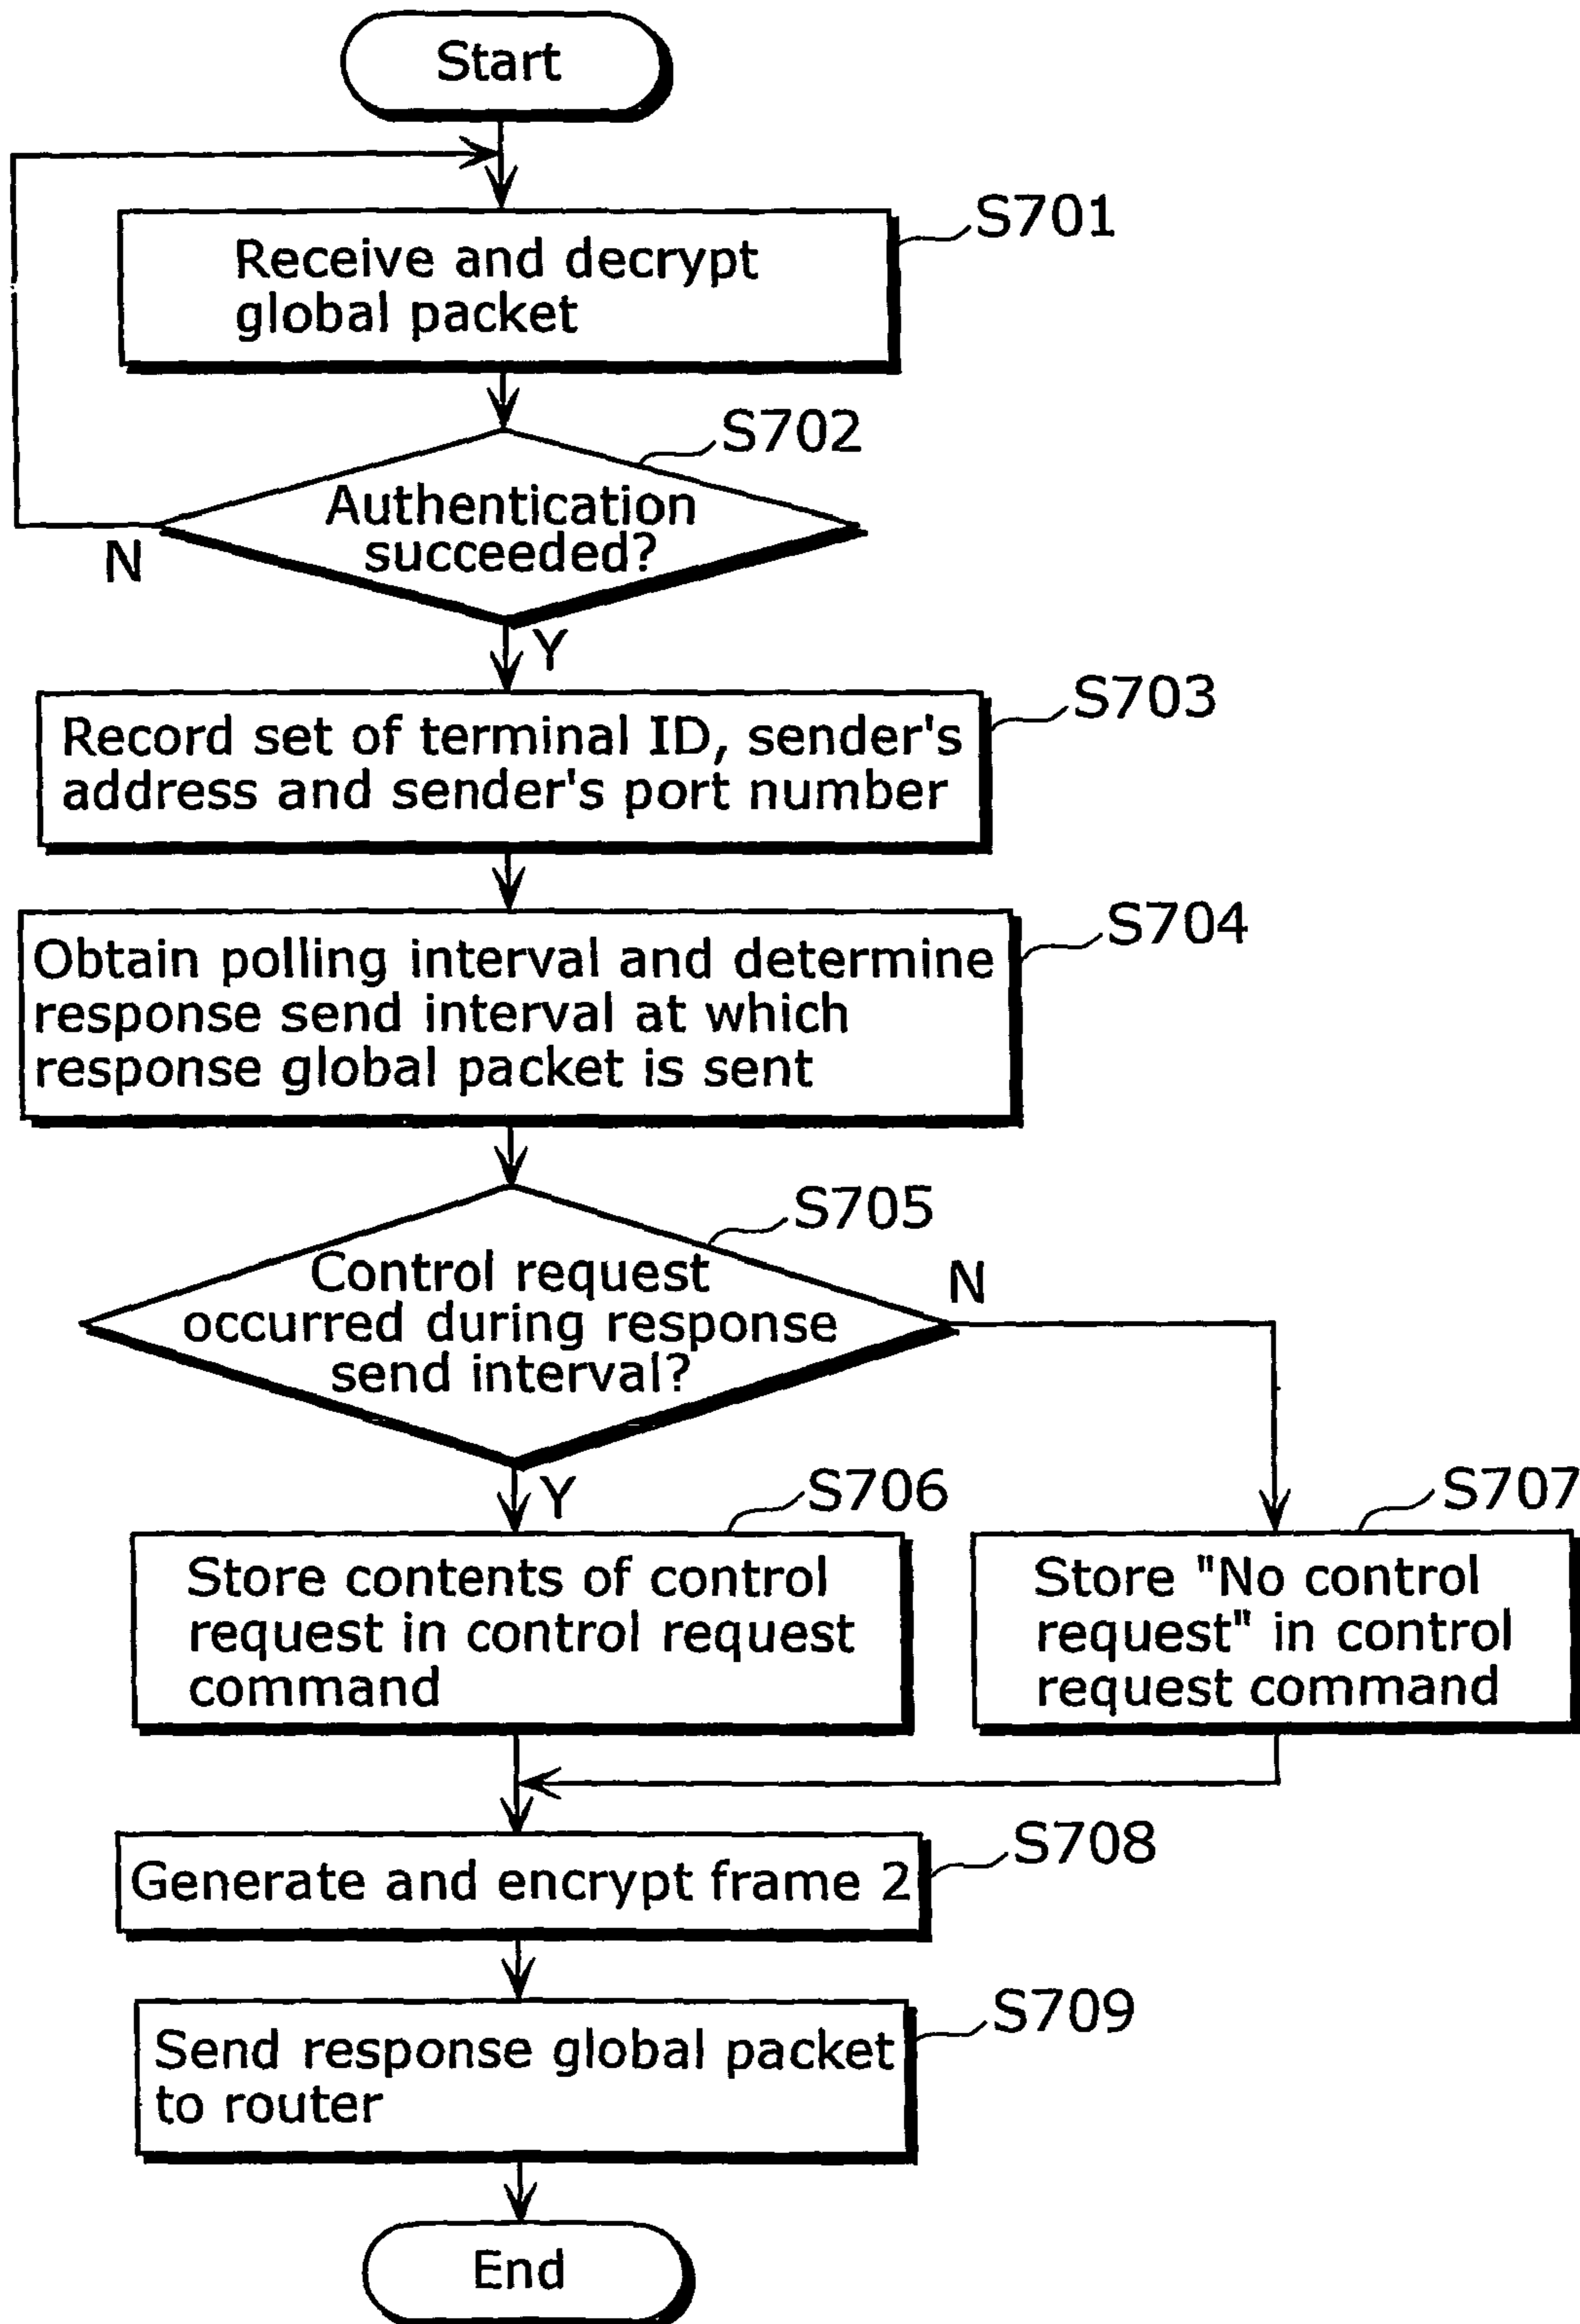 Start
S701
Receive and decrypt
global packet
S702
Authentication
succeeded?
N
Y
S703
Record set of terminal ID, sender's
address and sender's port number
S704
Obtain polling interval and determine
response send interval at which
response global packet is sent
S705
Control request
occurred during response
send interval?
N
Y
S706
Store contents of control
request in control request
command
S707
Store "No control
request" in control
request command
S708
Generate and encrypt frame 2
S709
Send response global packet
to router
End